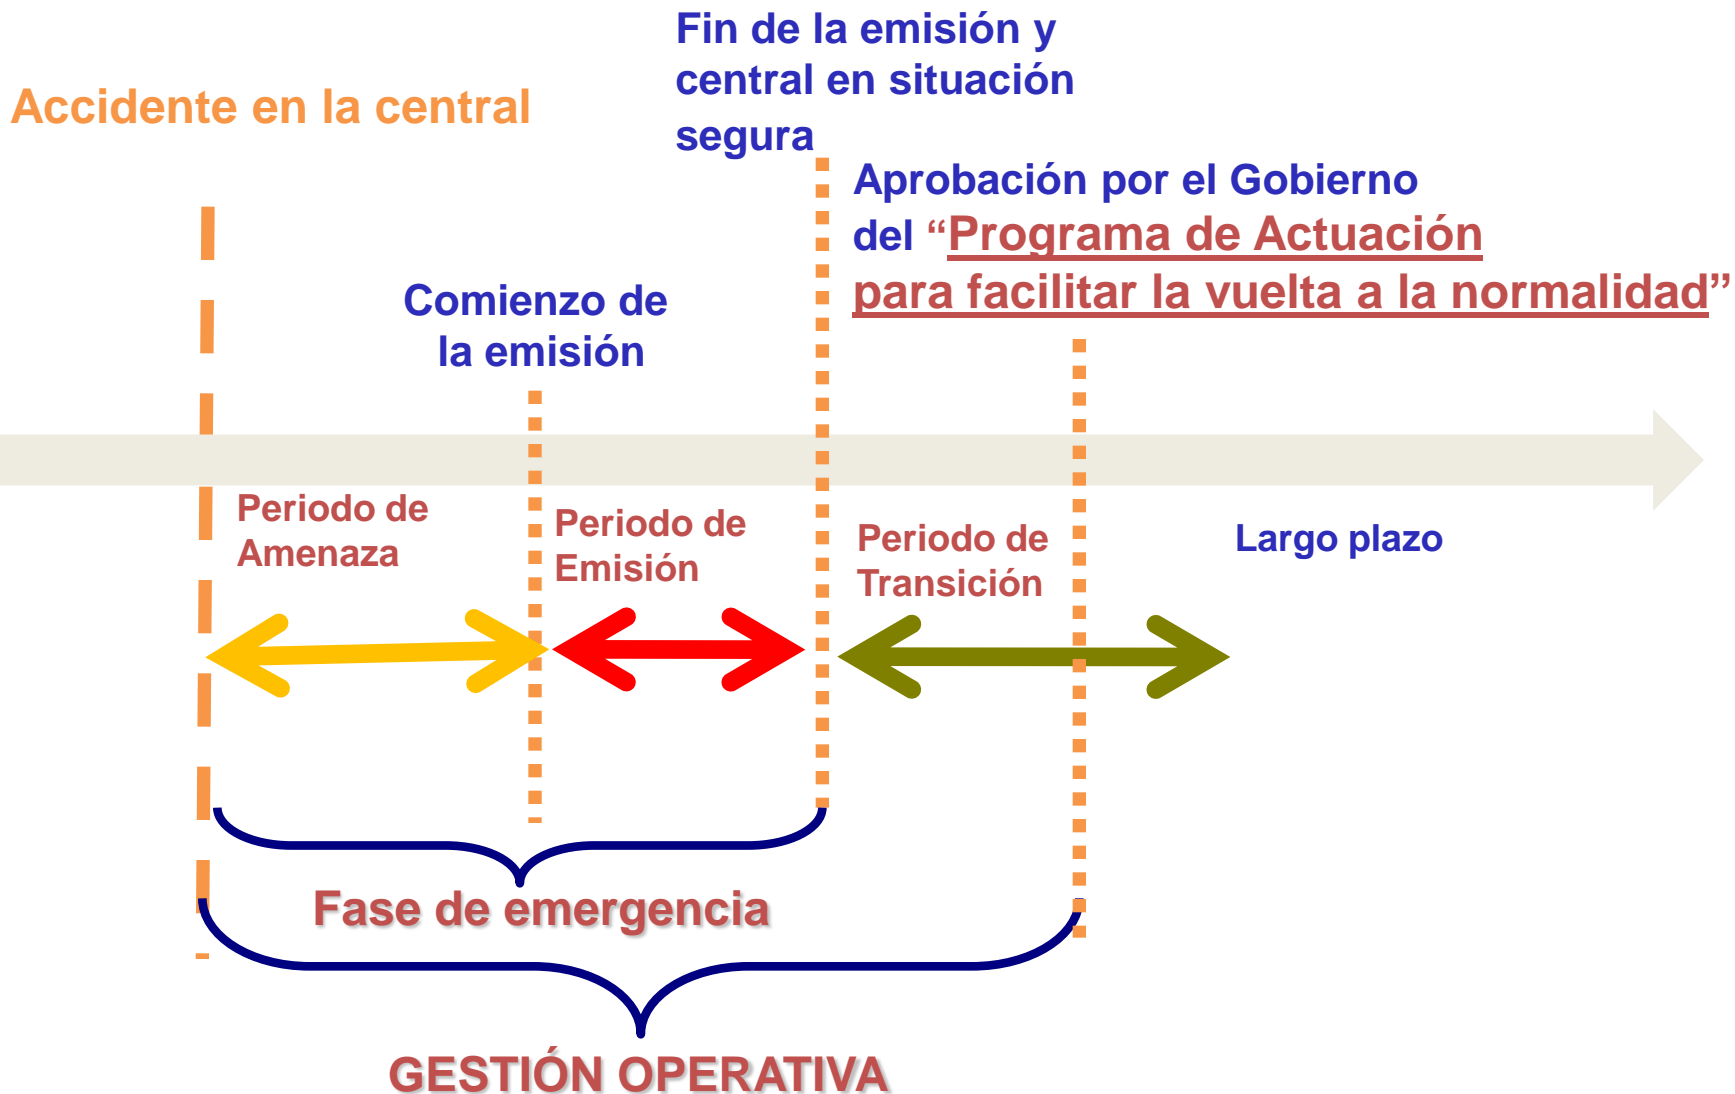 Fin de la emisión y
central en situación
segura
Accidente en la central
Aprobación por el Gobierno
del “Programa de Actuación
para facilitar la vuelta a la normalidad”
Comienzo de
la emisión
Periodo de
Amenaza
Periodo de
Emisión
Periodo de
Transición
Largo plazo
Fase de emergencia
GESTIÓN OPERATIVA